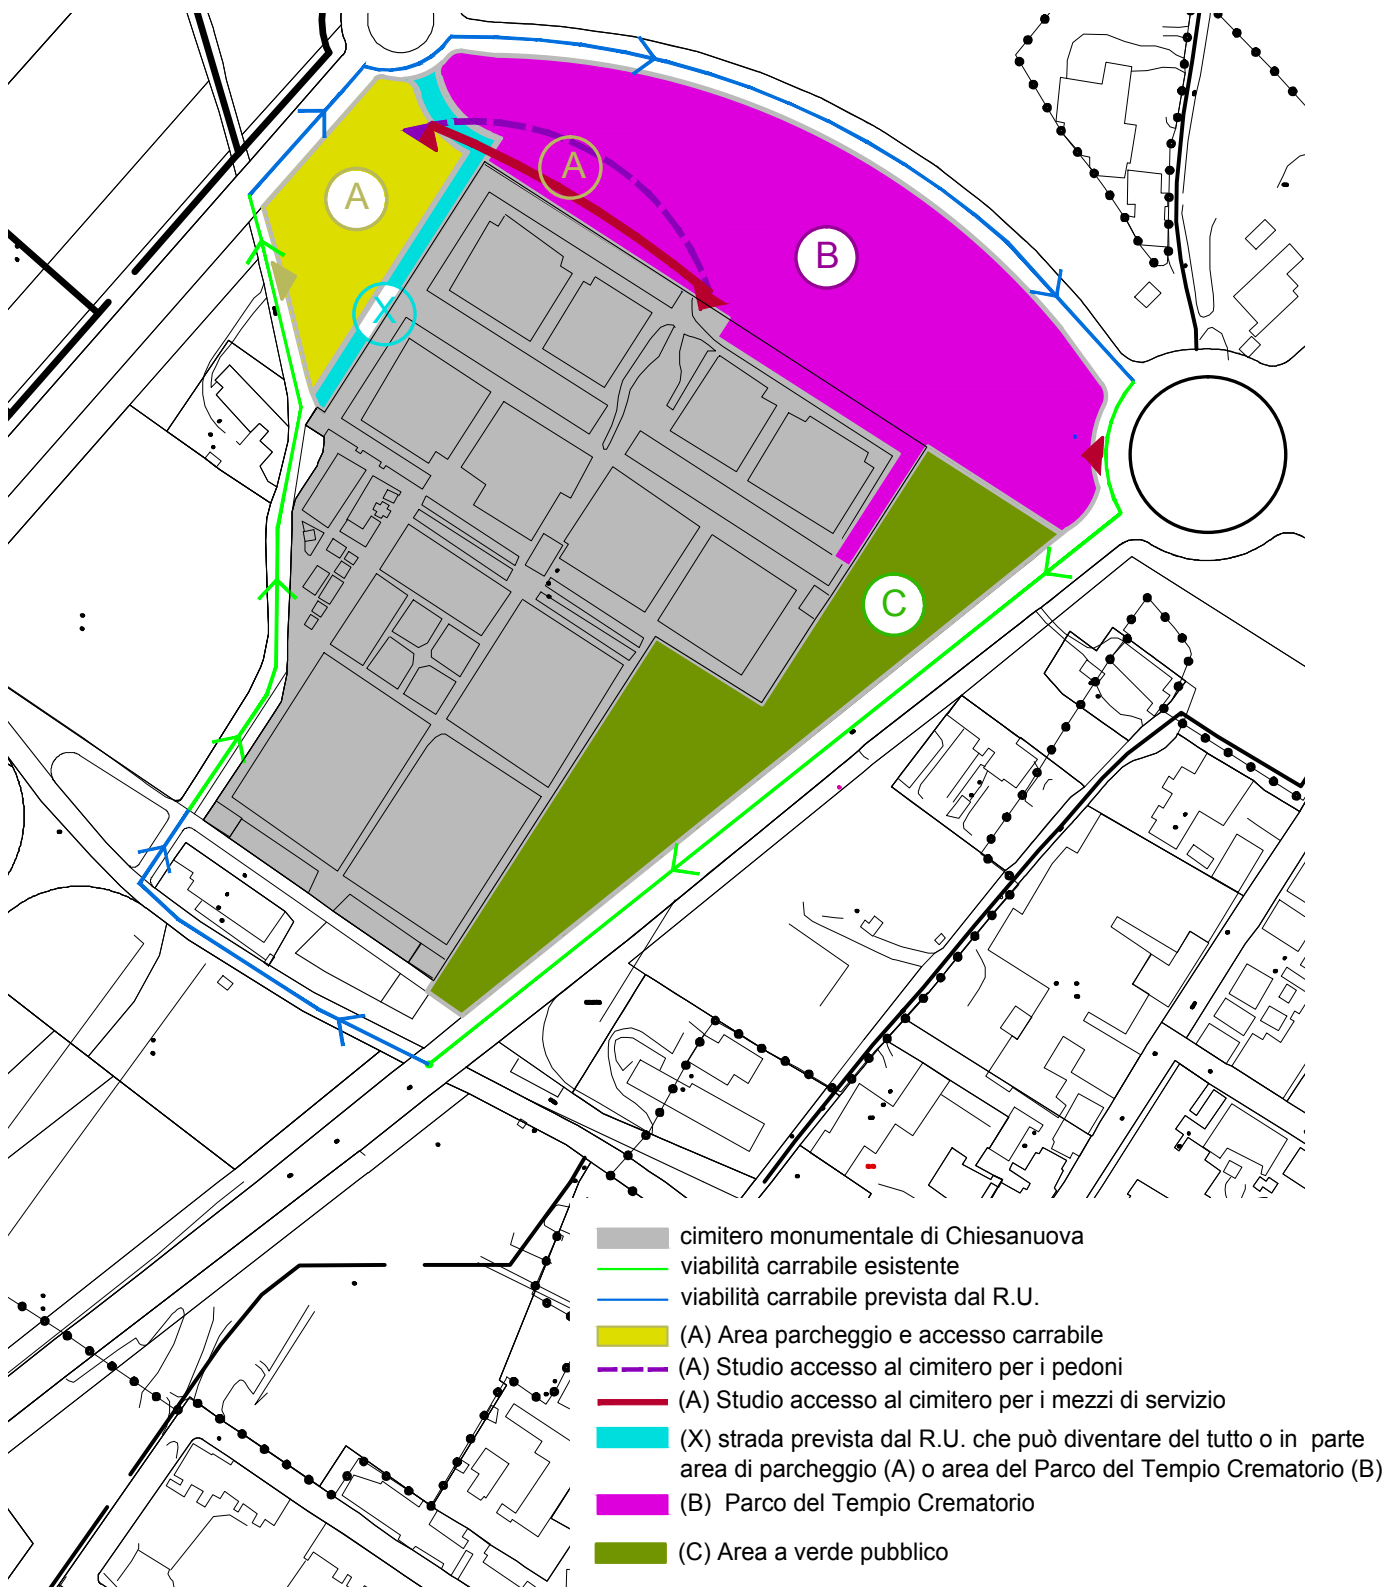 A
A
B
X
C
cimitero monumentale di Chiesanuova
viabilità carrabile esistente
viabilità carrabile prevista dal R.U.
(A) Area parcheggio e accesso carrabile
(A) Studio accesso al cimitero per i pedoni
(A) Studio accesso al cimitero per i mezzi di servizio
(X) strada prevista dal R.U. che può diventare del tutto o in parte
area di parcheggio (A) o area del Parco del Tempio Crematorio (B)
(B) Parco del Tempio Crematorio
(C) Area a verde pubblico